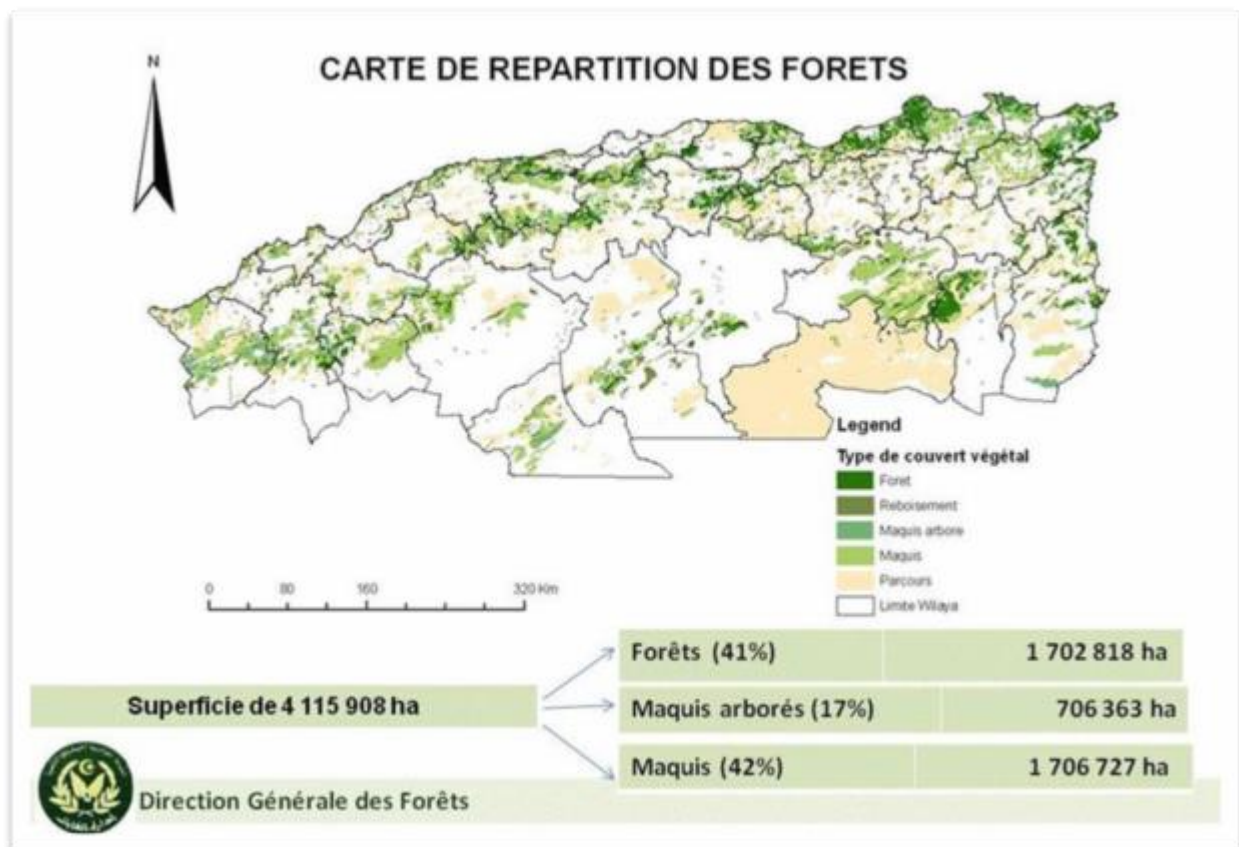 N
CARTE DE REPARTITION DES FORETS
Legend
Type de couvert végétal
Foret
Reboisement
Maquis arbore
Maquis
Parcours
Limite Wilaya
0 80 160 320 Km
Forêts (41%) 1 702 818 ha
Superficie de 4 115 908 ha
Maquis arborés (17%) 706 363 ha
Maquis (42%) 1 706 727 ha
Direction Générale des Forêts